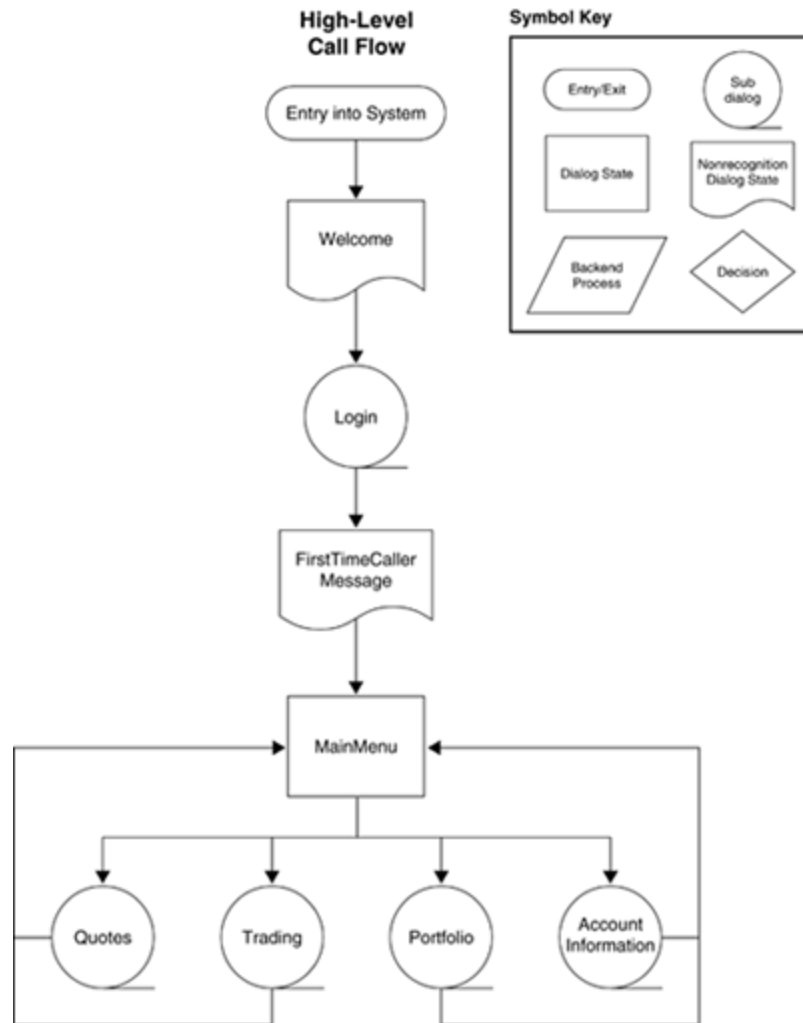 High-Level
Call Flow
Symbol Key
Entry/Exit
Sub
dialog
Dialog State
Nonrecognition
Dialog State
Backend
Process
Decision
Entry into System
Welcome
Login
FirstTimeCaller
Message
MainMenu
Quotes
Trading
Portfolio
Account
Information